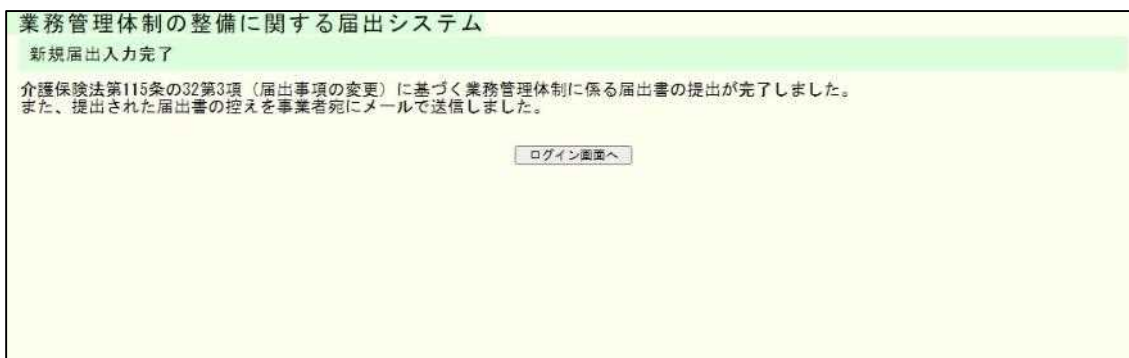 業務管理体制の整備に関する届出システム
新規届出入力完了
介護保険法第115条の32第3項（届出事項の変更）に基づく業務管理体制に係る届出書の提出が完了しました。
また、提出された届出書の控えを事業者宛にメールで送信しました。
ログイン画面へ